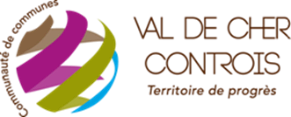 Communauté de communes
VAL DE CHER
CONTROIS
Territoire de progrès